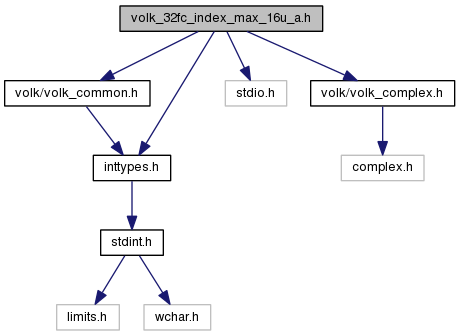 volk_32fc_index_max_16u_a.h
volk/volk_common.h
stdio.h
volk/volk_complex.h
inttypes.h
complex.h
stdint.h
limits.h
wchar.h